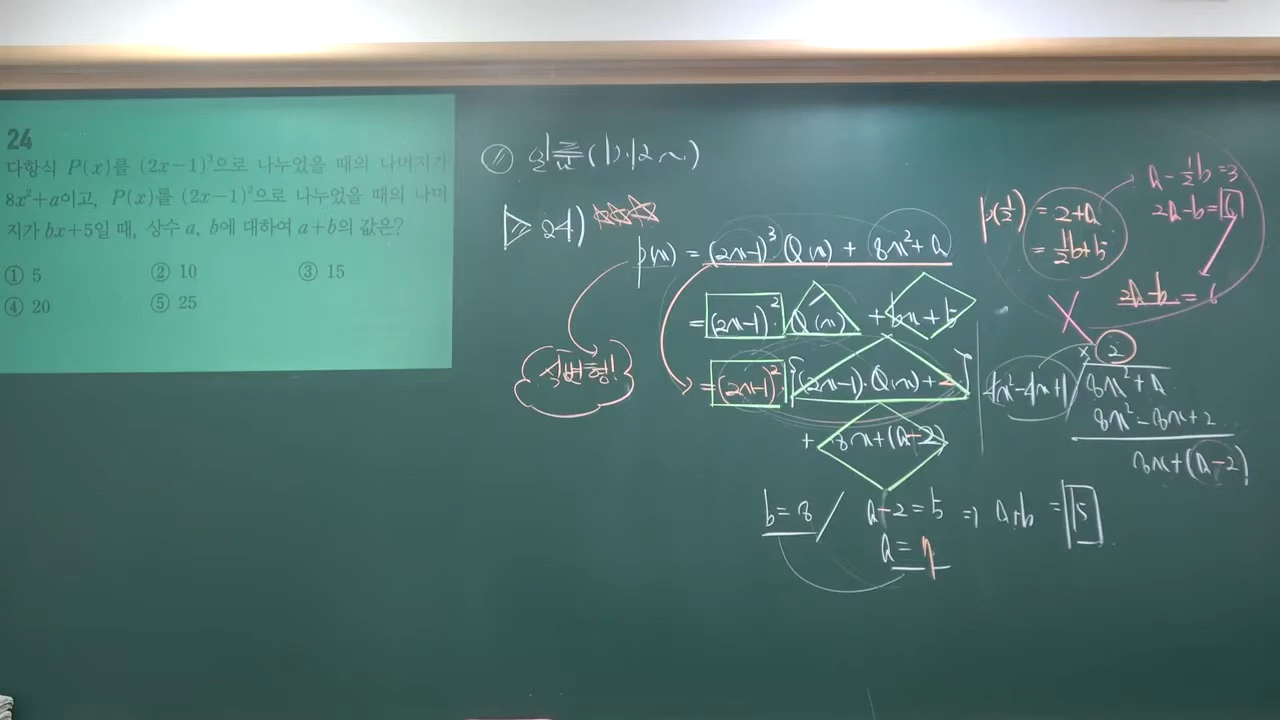 24
다항식 P(x)를 (2x−1)³으로 나누었을 때의 나머지가
8x²+a이고, P(x)를 (2x−1)²으로 나누었을 때의 나머
지가 bx+5일 때, 상수 a, b에 대하여 a+b의 값은?
① 5 ② 10 ③ 15
④ 20 ⑤ 25
24)
p(x) = (2x-1)³ Q(x) + 8x² + a
= (2x-1)²· Q'(x) + bx+5
= (2x-1)²·{(2x-1)·Q(x)+2}
+ 8x+(a-2)
식변형!
b=8 / a-2=5 ⇒ a+b = 15
a = 7
p(1/2) = 2+a
= 1/2b+5
a - 1/2b = 3
2a-b = 6
2a-b = 6
× 2
4x²-4x+1 8x²+a
8x²-8x+2
8x+(a-2)